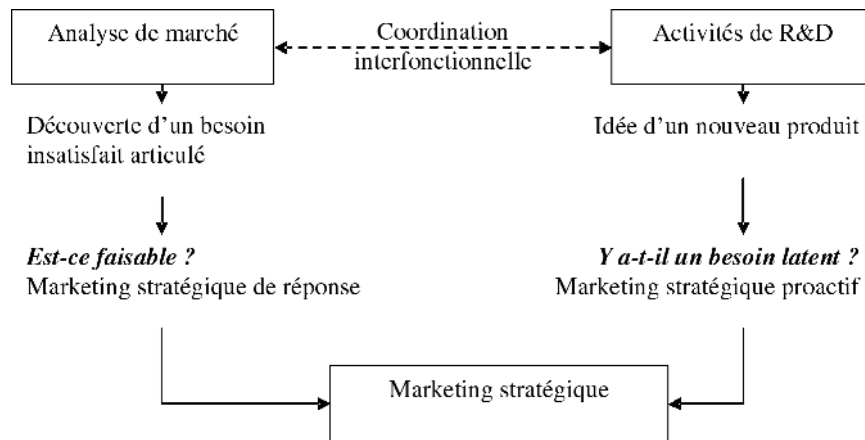 Analyse de marché
Coordination
interfonctionnelle
Activités de R&D
Découverte d'un besoin
insatisfait articulé
Idée d'un nouveau produit
Est-ce faisable ?
Marketing stratégique de réponse
Y a-t-il un besoin latent ?
Marketing stratégique proactif
Marketing stratégique